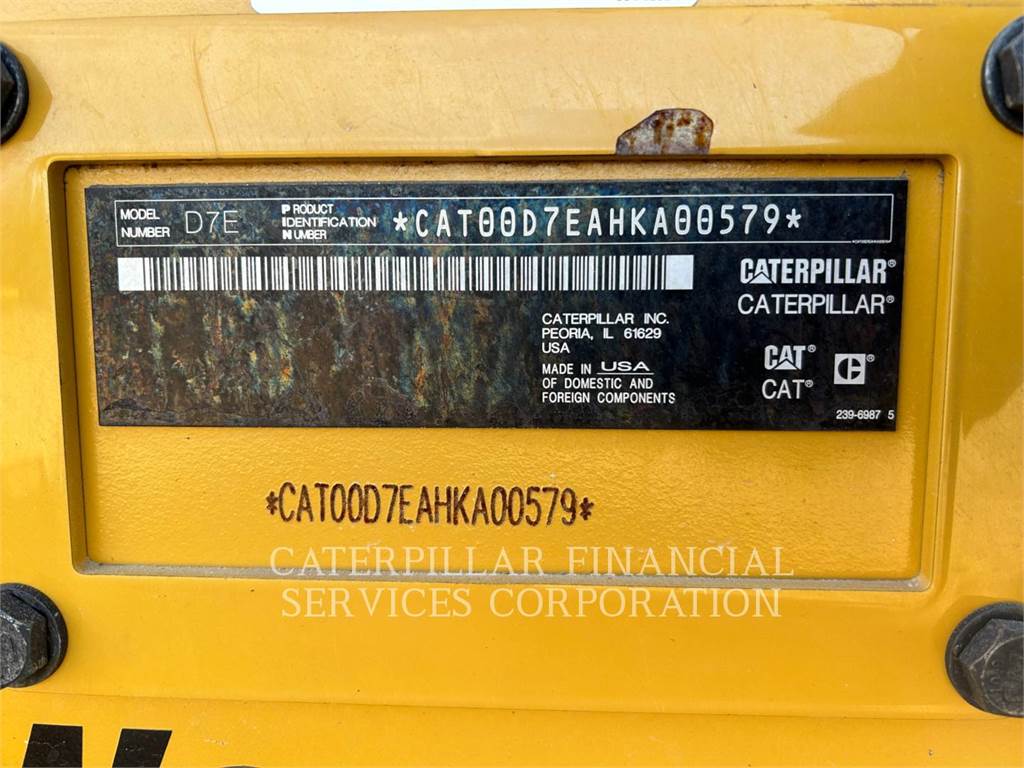 MODEL NUMBER D7E PRODUCT IDENTIFICATION NUMBER *CAT00D7EAHKA00579*
CATERPILLAR®
CATERPILLAR®
CATERPILLAR INC.
PEORIA, IL 61629
USA
MADE IN USA
OF DOMESTIC AND
FOREIGN COMPONENTS
CAT®
CAT®
C®
239-6987 5
*CAT00D7EAHKA00579*
CATERPILLAR FINANCIAL
SERVICES CORPORATION